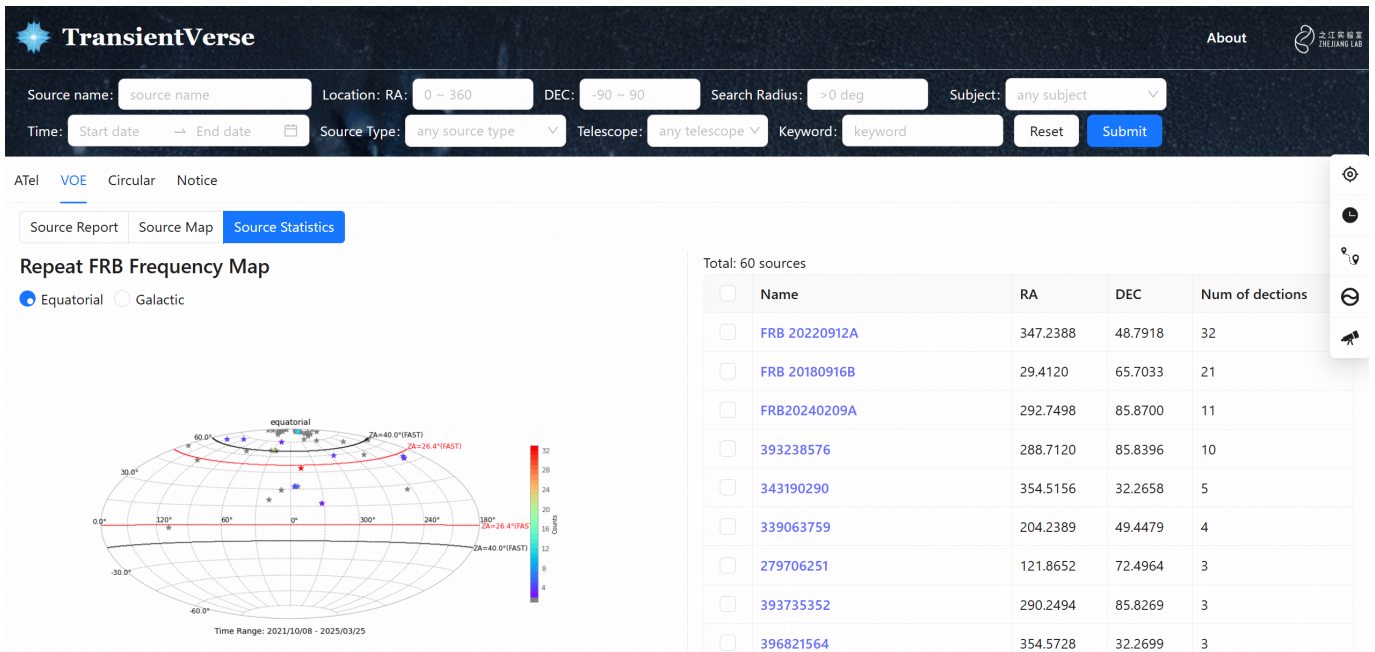 TransientVerse
About
之江实验室
ZHEJIANG LAB
Source name: source name Location: RA: 0 ~ 360 DEC: -90 ~ 90 Search Radius: >0 deg Subject: any subject
Time: Start date → End date Source Type: any source type Telescope: any telescope Keyword: keyword Reset Submit
ATel VOE Circular Notice
Source Report Source Map Source Statistics
Repeat FRB Frequency Map
Equatorial Galactic
equatorial
60.0°
ZA=40.0°(FAST)
ZA=26.4°(FAST)
30.0°
0.0° 120° 60° 0° 300° 240° 180°
ZA=26.4°(FAS
ZA=40.0°(FAST)
-30.0°
-60.0°
32
28
24
20
16
12
8
4
Counts
Time Range: 2021/10/08 - 2025/03/25
Total: 60 sources
Name RA DEC Num of dections
FRB 20220912A 347.2388 48.7918 32
FRB 20180916B 29.4120 65.7033 21
FRB20240209A 292.7498 85.8700 11
393238576 288.7120 85.8396 10
343190290 354.5156 32.2658 5
339063759 204.2389 49.4479 4
279706251 121.8652 72.4964 3
393735352 290.2494 85.8269 3
396821564 354.5728 32.2699 3